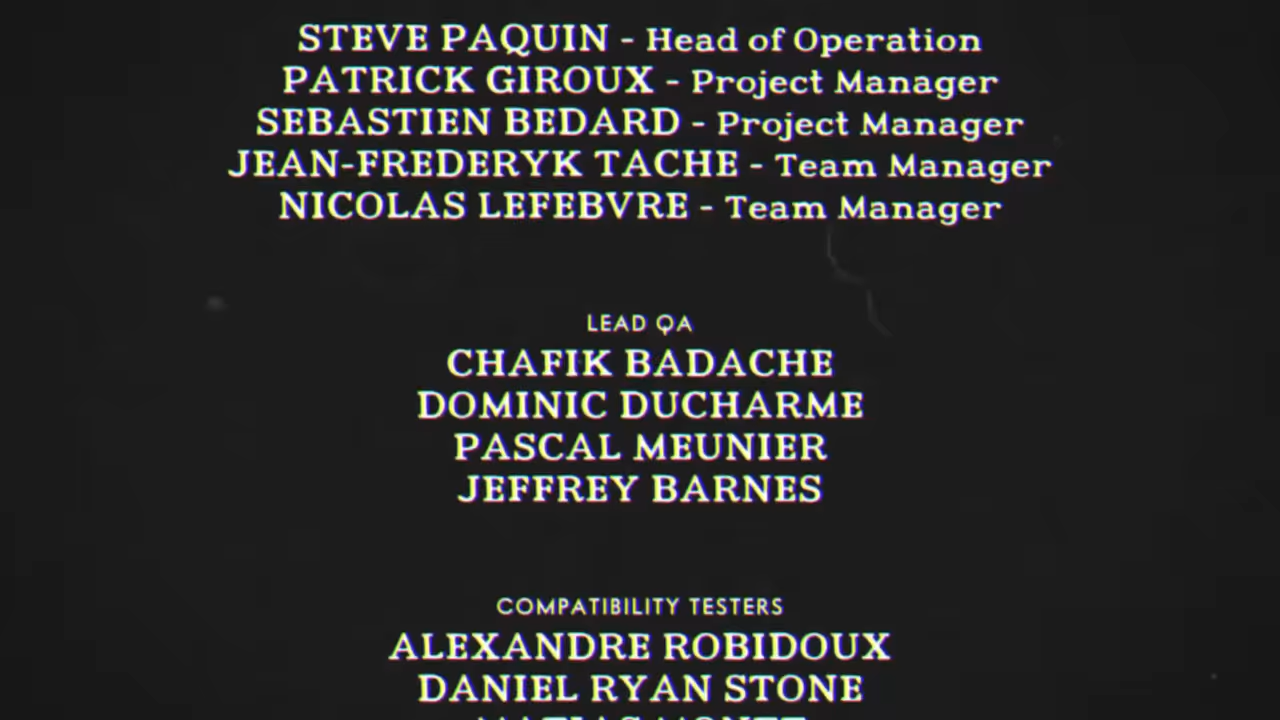 STEVE PAQUIN - Head of Operation
PATRICK GIROUX - Project Manager
SEBASTIEN BEDARD - Project Manager
JEAN-FREDERYK TACHE - Team Manager
NICOLAS LEFEBVRE - Team Manager
LEAD QA
CHAFIK BADACHE
DOMINIC DUCHARME
PASCAL MEUNIER
JEFFREY BARNES
COMPATIBILITY TESTERS
ALEXANDRE ROBIDOUX
DANIEL RYAN STONE